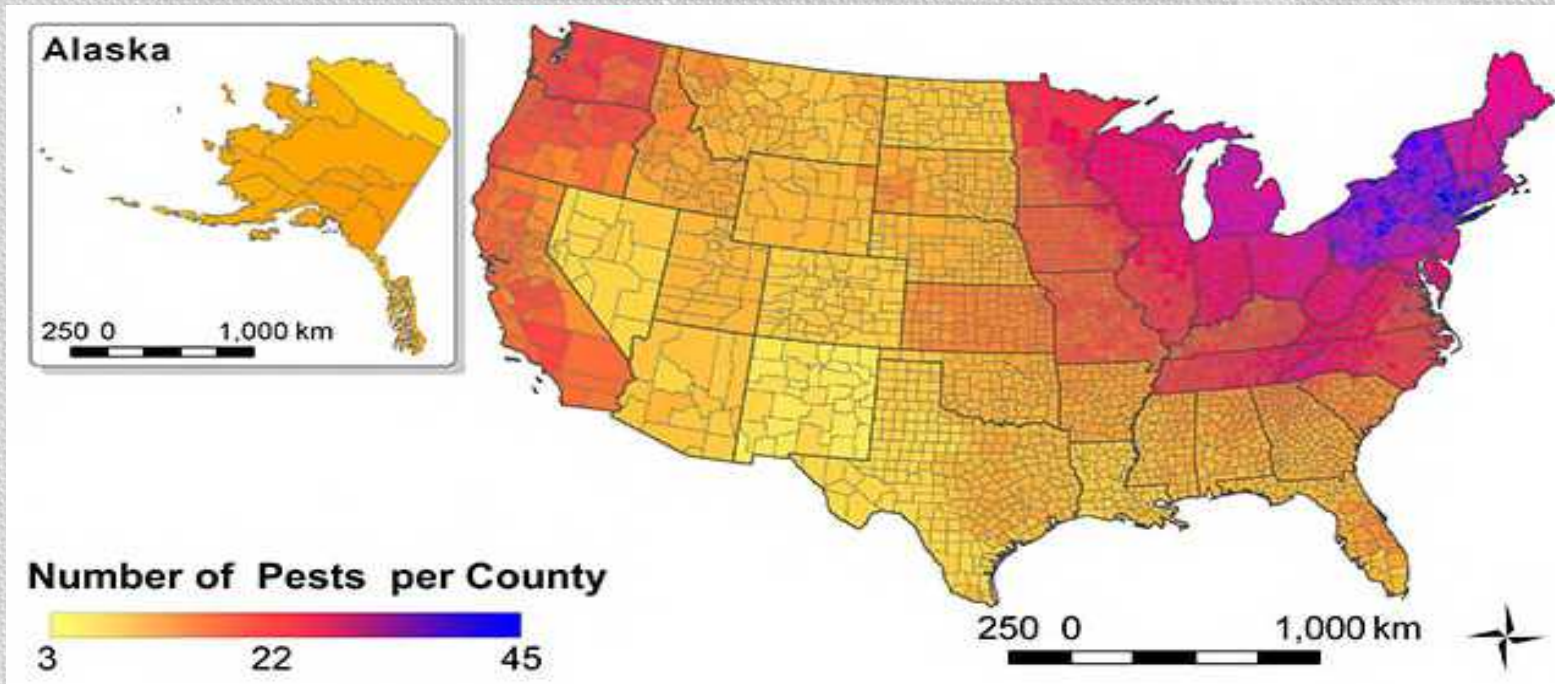 Alaska
250 0 1,000 km
Number of Pests per County
3 22 45
250 0 1,000 km